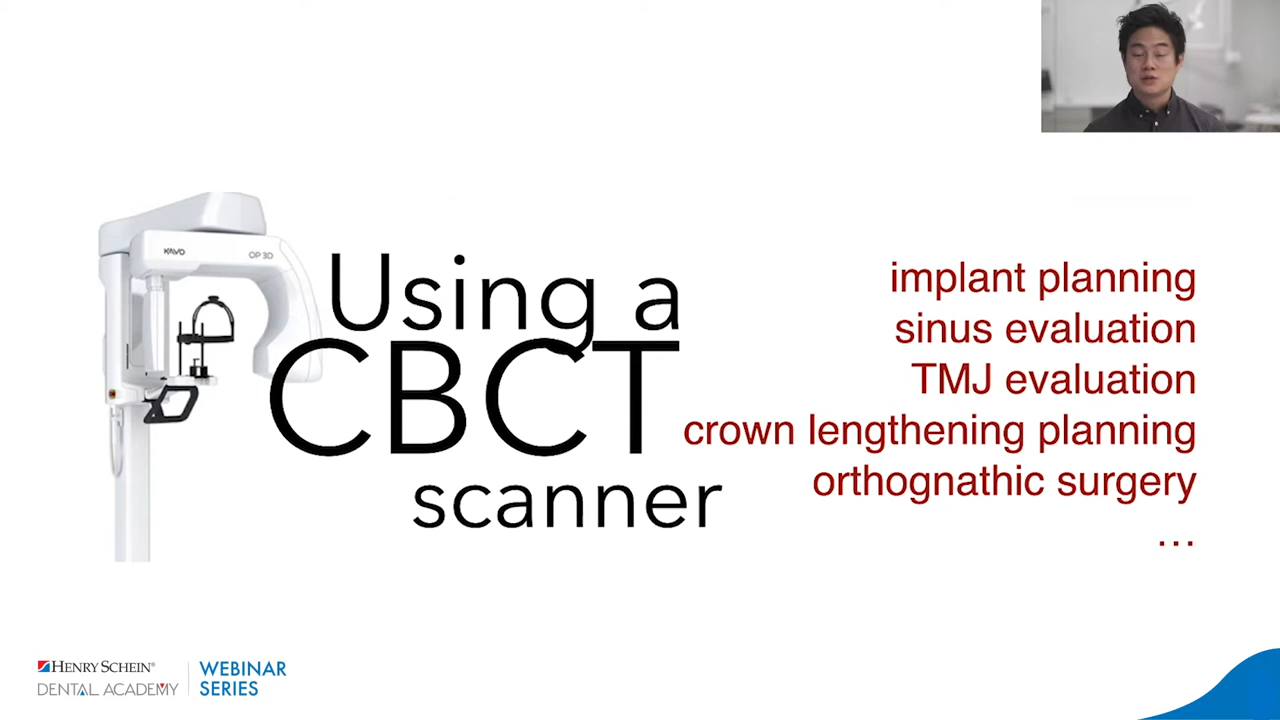 KAVO
OP 3D
Using a
CBCT
scanner
implant planning
sinus evaluation
TMJ evaluation
crown lengthening planning
orthognathic surgery
...
HENRY SCHEIN®
DENTAL ACADEMY
WEBINAR
SERIES